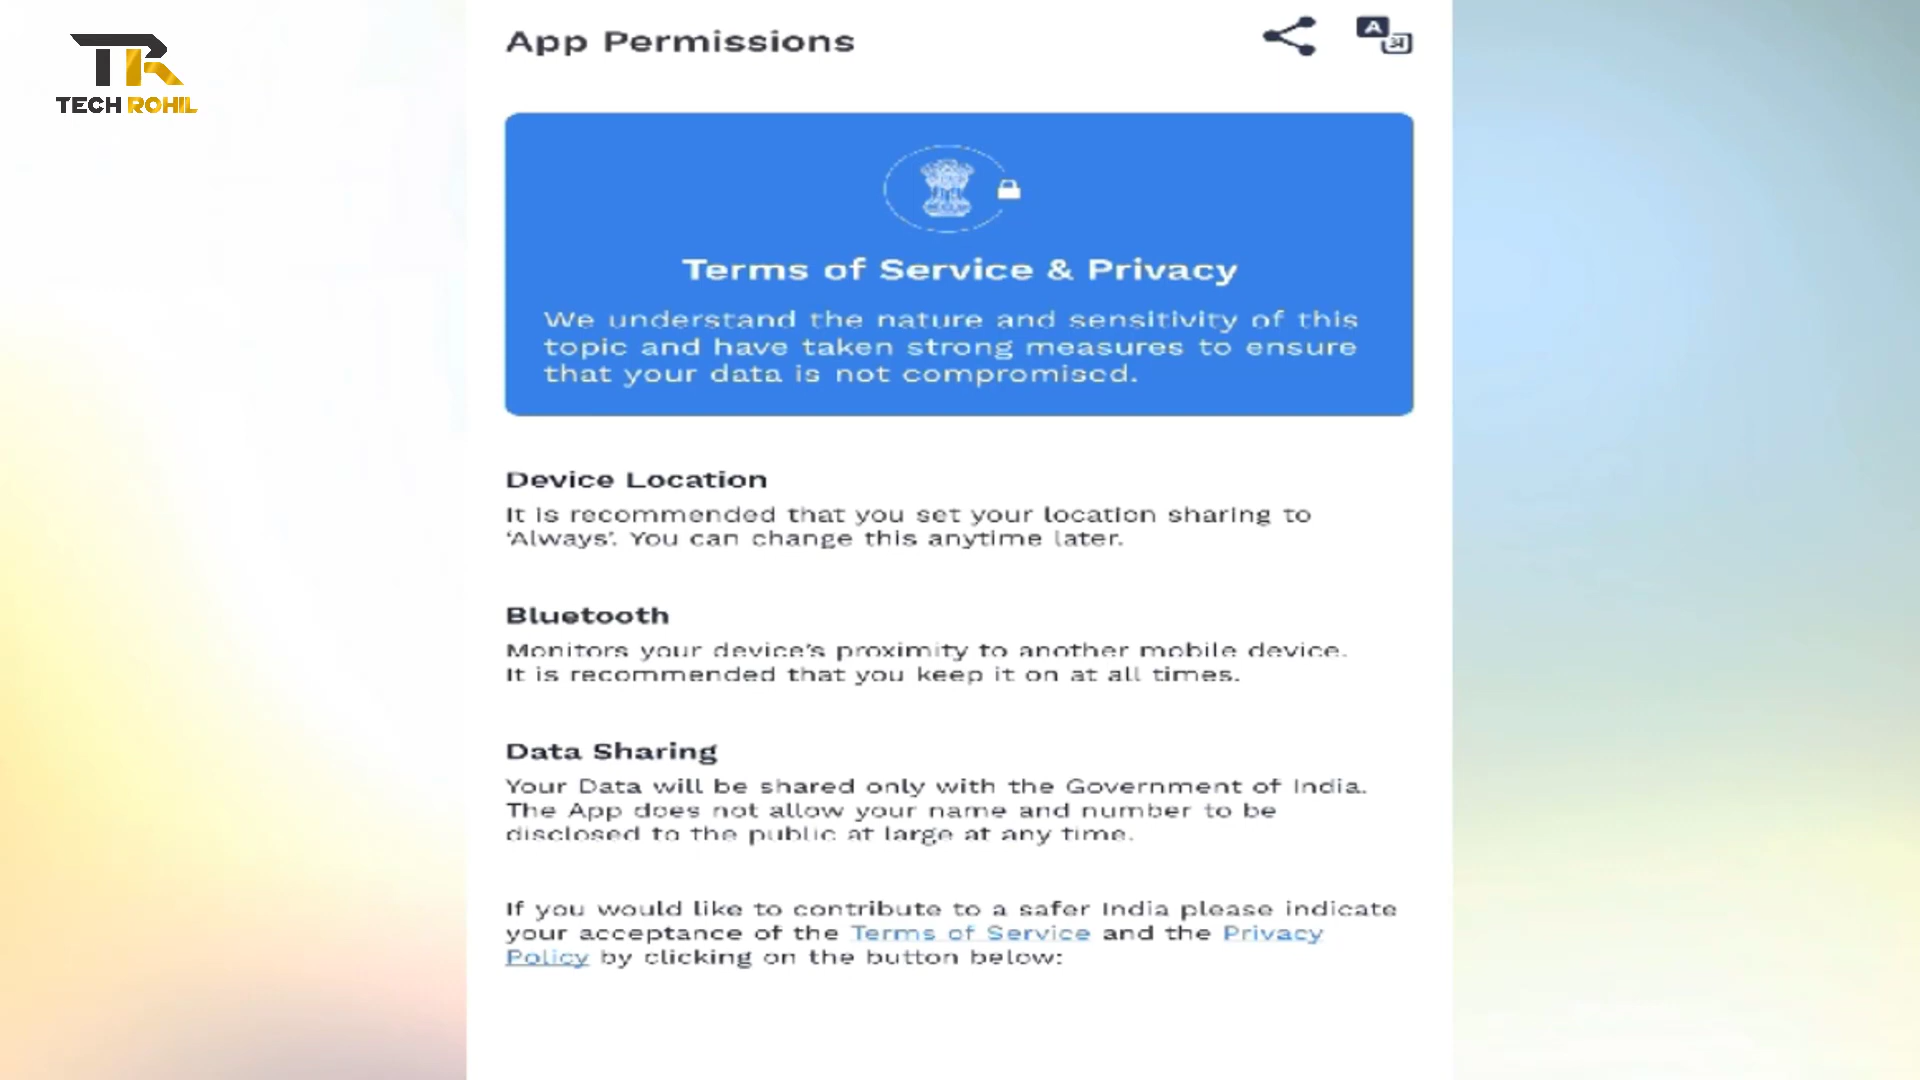 TECH ROHIL
App Permissions
Terms of Service & Privacy
We understand the nature and sensitivity of this
topic and have taken strong measures to ensure
that your data is not compromised.
Device Location
It is recommended that you set your location sharing to
‘Always’. You can change this anytime later.
Bluetooth
Monitors your device’s proximity to another mobile device.
It is recommended that you keep it on at all times.
Data Sharing
Your Data will be shared only with the Government of India.
The App does not allow your name and number to be
disclosed to the public at large at any time.
If you would like to contribute to a safer India please indicate
your acceptance of the Terms of Service and the Privacy
Policy by clicking on the button below: